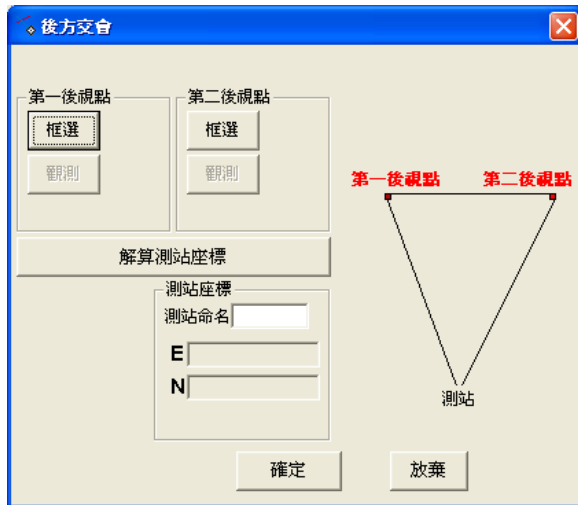 後方交會
第一後視點 第二後視點
框選 框選
觀測 觀測
第一後視點 第二後視點
解算測站座標
測站座標
測站命名
E
N
測站
確定 放棄